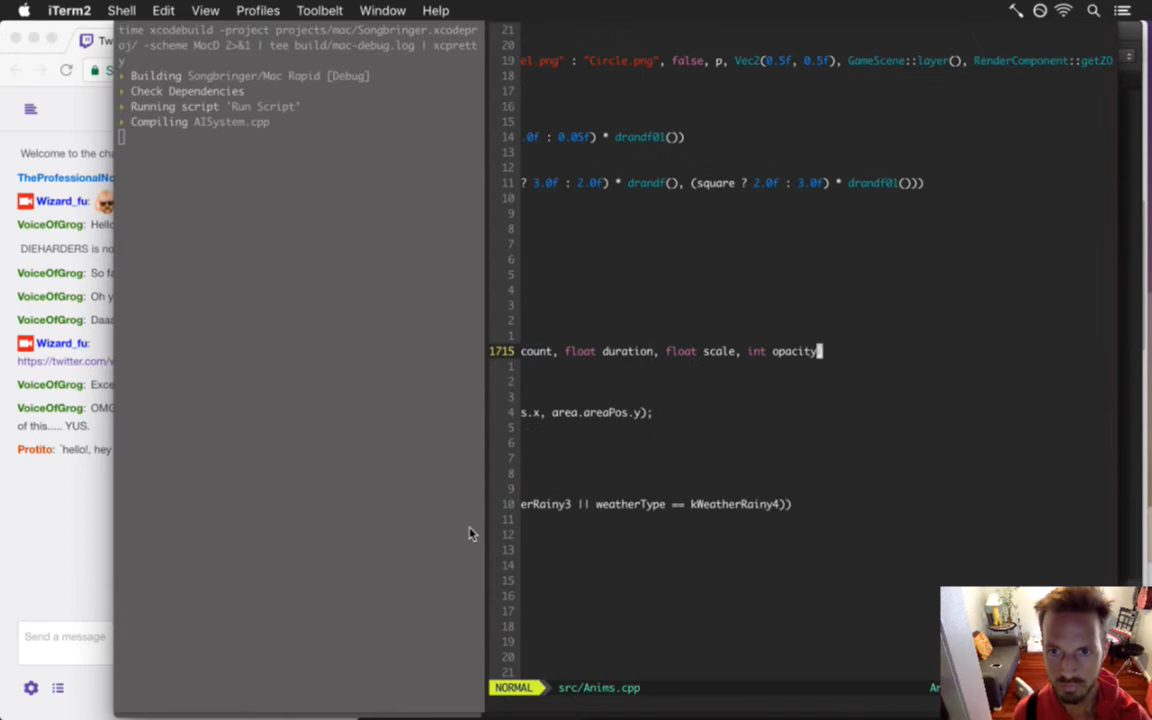 iTerm2 Shell Edit View Profiles Toolbelt Window Help
Welcome to the cha
TheProfessionalNo
Wizard_fu:
VoiceOfGrog: Hello
DIEHARDERS is no
VoiceOfGrog: So fa
VoiceOfGrog: Oh y
VoiceOfGrog: Daaa
Wizard_fu:
https://twitter.com/v
VoiceOfGrog: Exce
VoiceOfGrog: OMG
of this..... YUS.
Protito: `hello!, hey
Send a message
time xcodebuild -project projects/mac/Songbringer.xcodepr
oj/ -scheme MacD 2>&1 | tee build/mac-debug.log | xcprett
y
Building Songbringer/Mac Rapid [Debug]
Check Dependencies
Running script 'Run Script'
Compiling AISystem.cpp
21
20
19 el.png" : "Circle.png", false, p, Vec2(0.5f, 0.5f), GameScene::layer(), RenderComponent::getZO
18
17
16
15
14 .0f : 0.05f) * drandf01())
13
12
11 ? 3.0f : 2.0f) * drandf(), (square ? 2.0f : 3.0f) * drandf01()))
10
9
8
7
6
5
4
3
2
1
1715 count, float duration, float scale, int opacity
1
2
3
4 s.x, area.areaPos.y);
5
6
7
8
9
10 erRainy3 || weatherType == kWeatherRainy4))
11
12
13
14
15
16
17
18
19
20
21
NORMAL src/Anims.cpp An